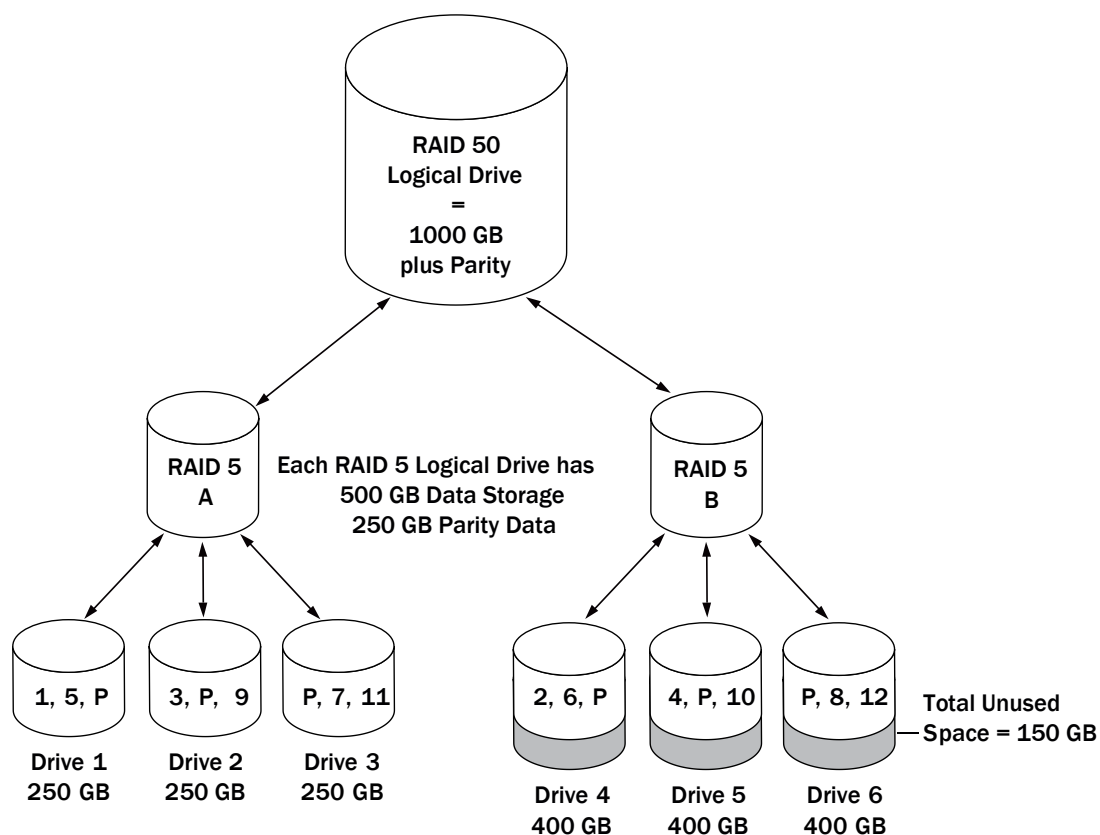 RAID 50
Logical Drive
=
1000 GB
plus Parity
RAID 5
A
Each RAID 5 Logical Drive has
500 GB Data Storage
250 GB Parity Data
RAID 5
B
1, 5, P
3, P, 9
P, 7, 11
2, 6, P
4, P, 10
P, 8, 12
Total Unused
Space = 150 GB
Drive 1
250 GB
Drive 2
250 GB
Drive 3
250 GB
Drive 4
400 GB
Drive 5
400 GB
Drive 6
400 GB